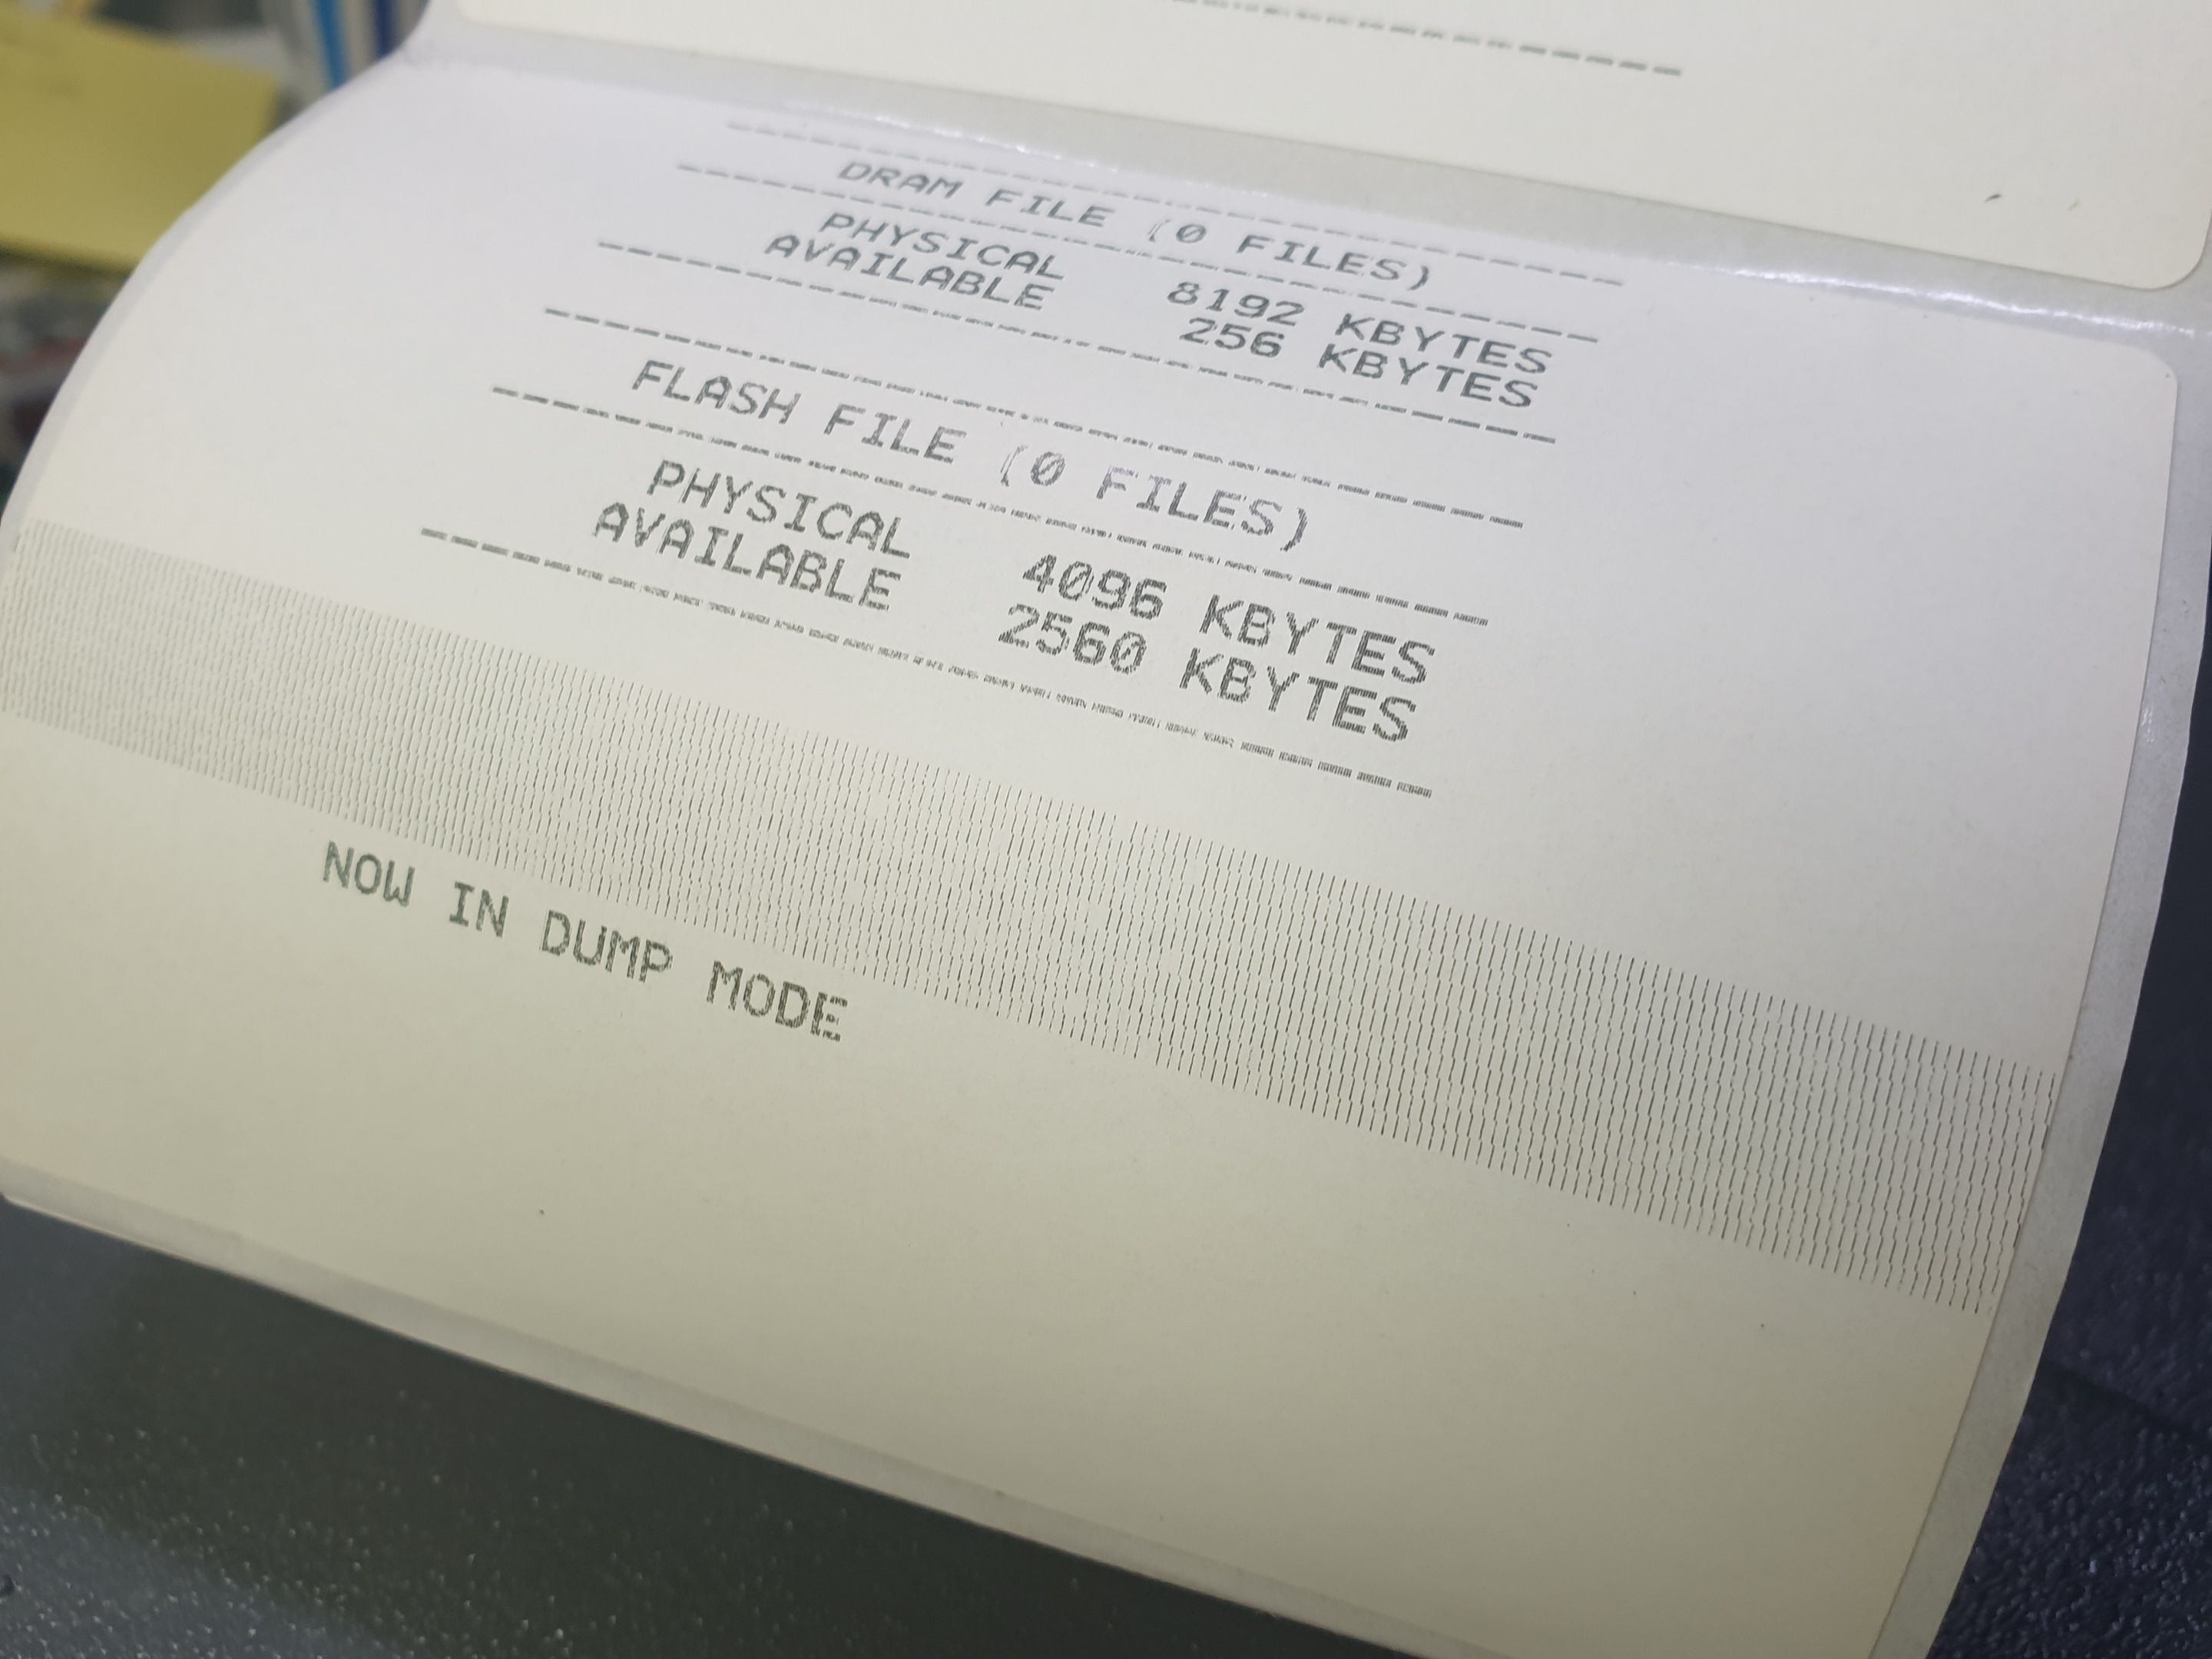 --------------------------------
DRAM FILE (0 FILES)
--------------------------------
PHYSICAL 8192 KBYTES
AVAILABLE 256 KBYTES
--------------------------------
--------------------------------
FLASH FILE (0 FILES)
--------------------------------
PHYSICAL 4096 KBYTES
AVAILABLE 2560 KBYTES
--------------------------------
NOW IN DUMP MODE